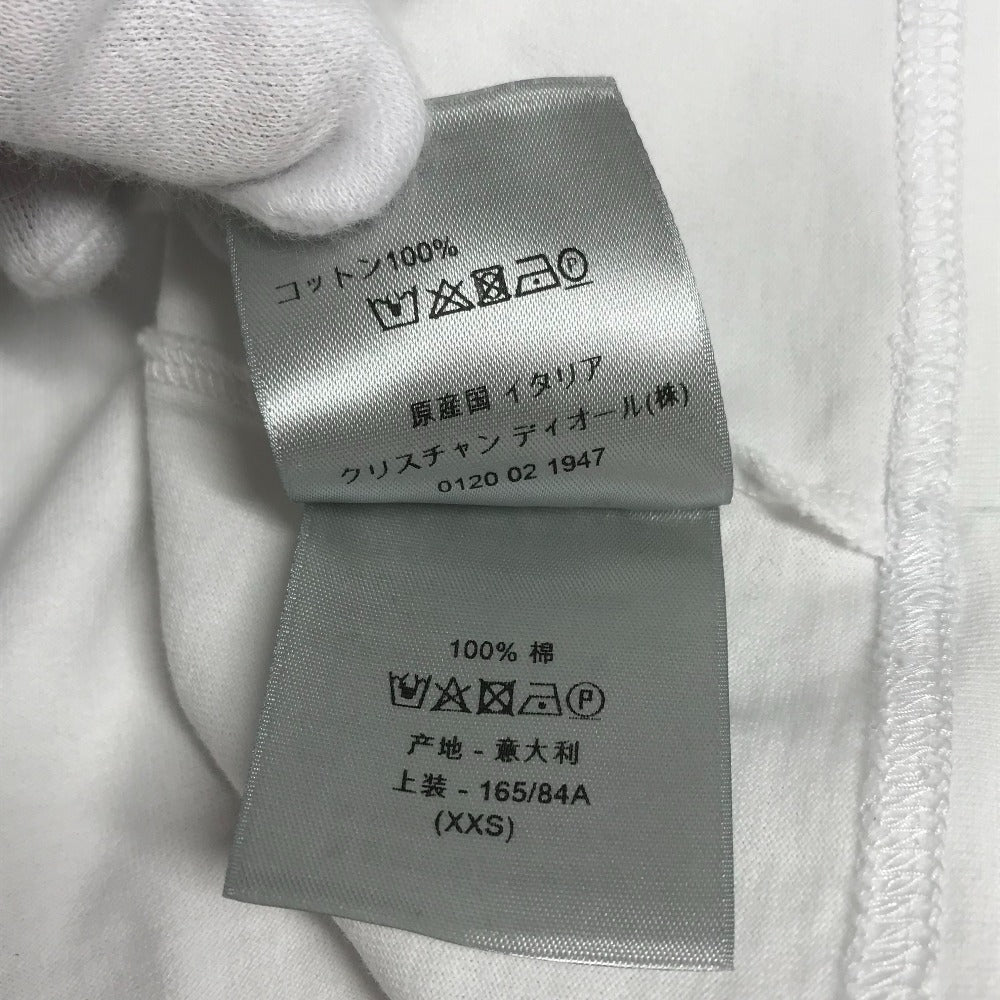 コットン100%
原産国 イタリア
クリスチャン ディオール(株)
0120 02 1947
100% 棉
P
产地 - 意大利
上装 - 165/84A
(XXS)